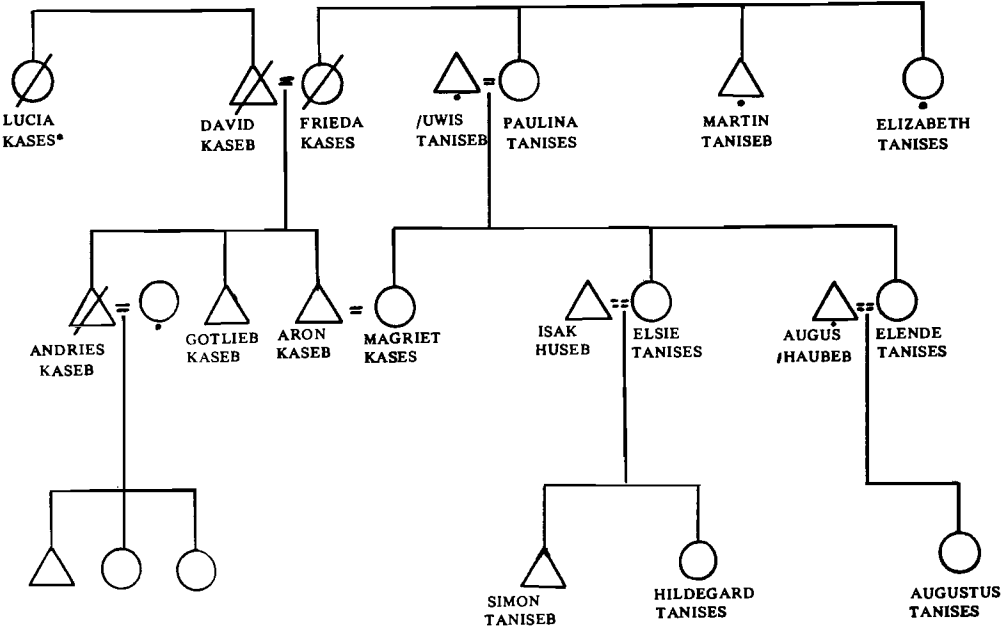 LUCIA
KASES*
DAVID
KASEB
FRIEDA
KASES
/UWIS
TANISEB
PAULINA
TANISES
MARTIN
TANISEB
ELIZABETH
TANISES
ANDRIES
KASEB
GOTLIEB
KASEB
ARON
KASEB
MAGRIET
KASES
ISAK
HUSEB
ELSIE
TANISES
AUGUS
/HAUBEB
ELENDE
TANISES
SIMON
TANISEB
HILDEGARD
TANISES
AUGUSTUS
TANISES